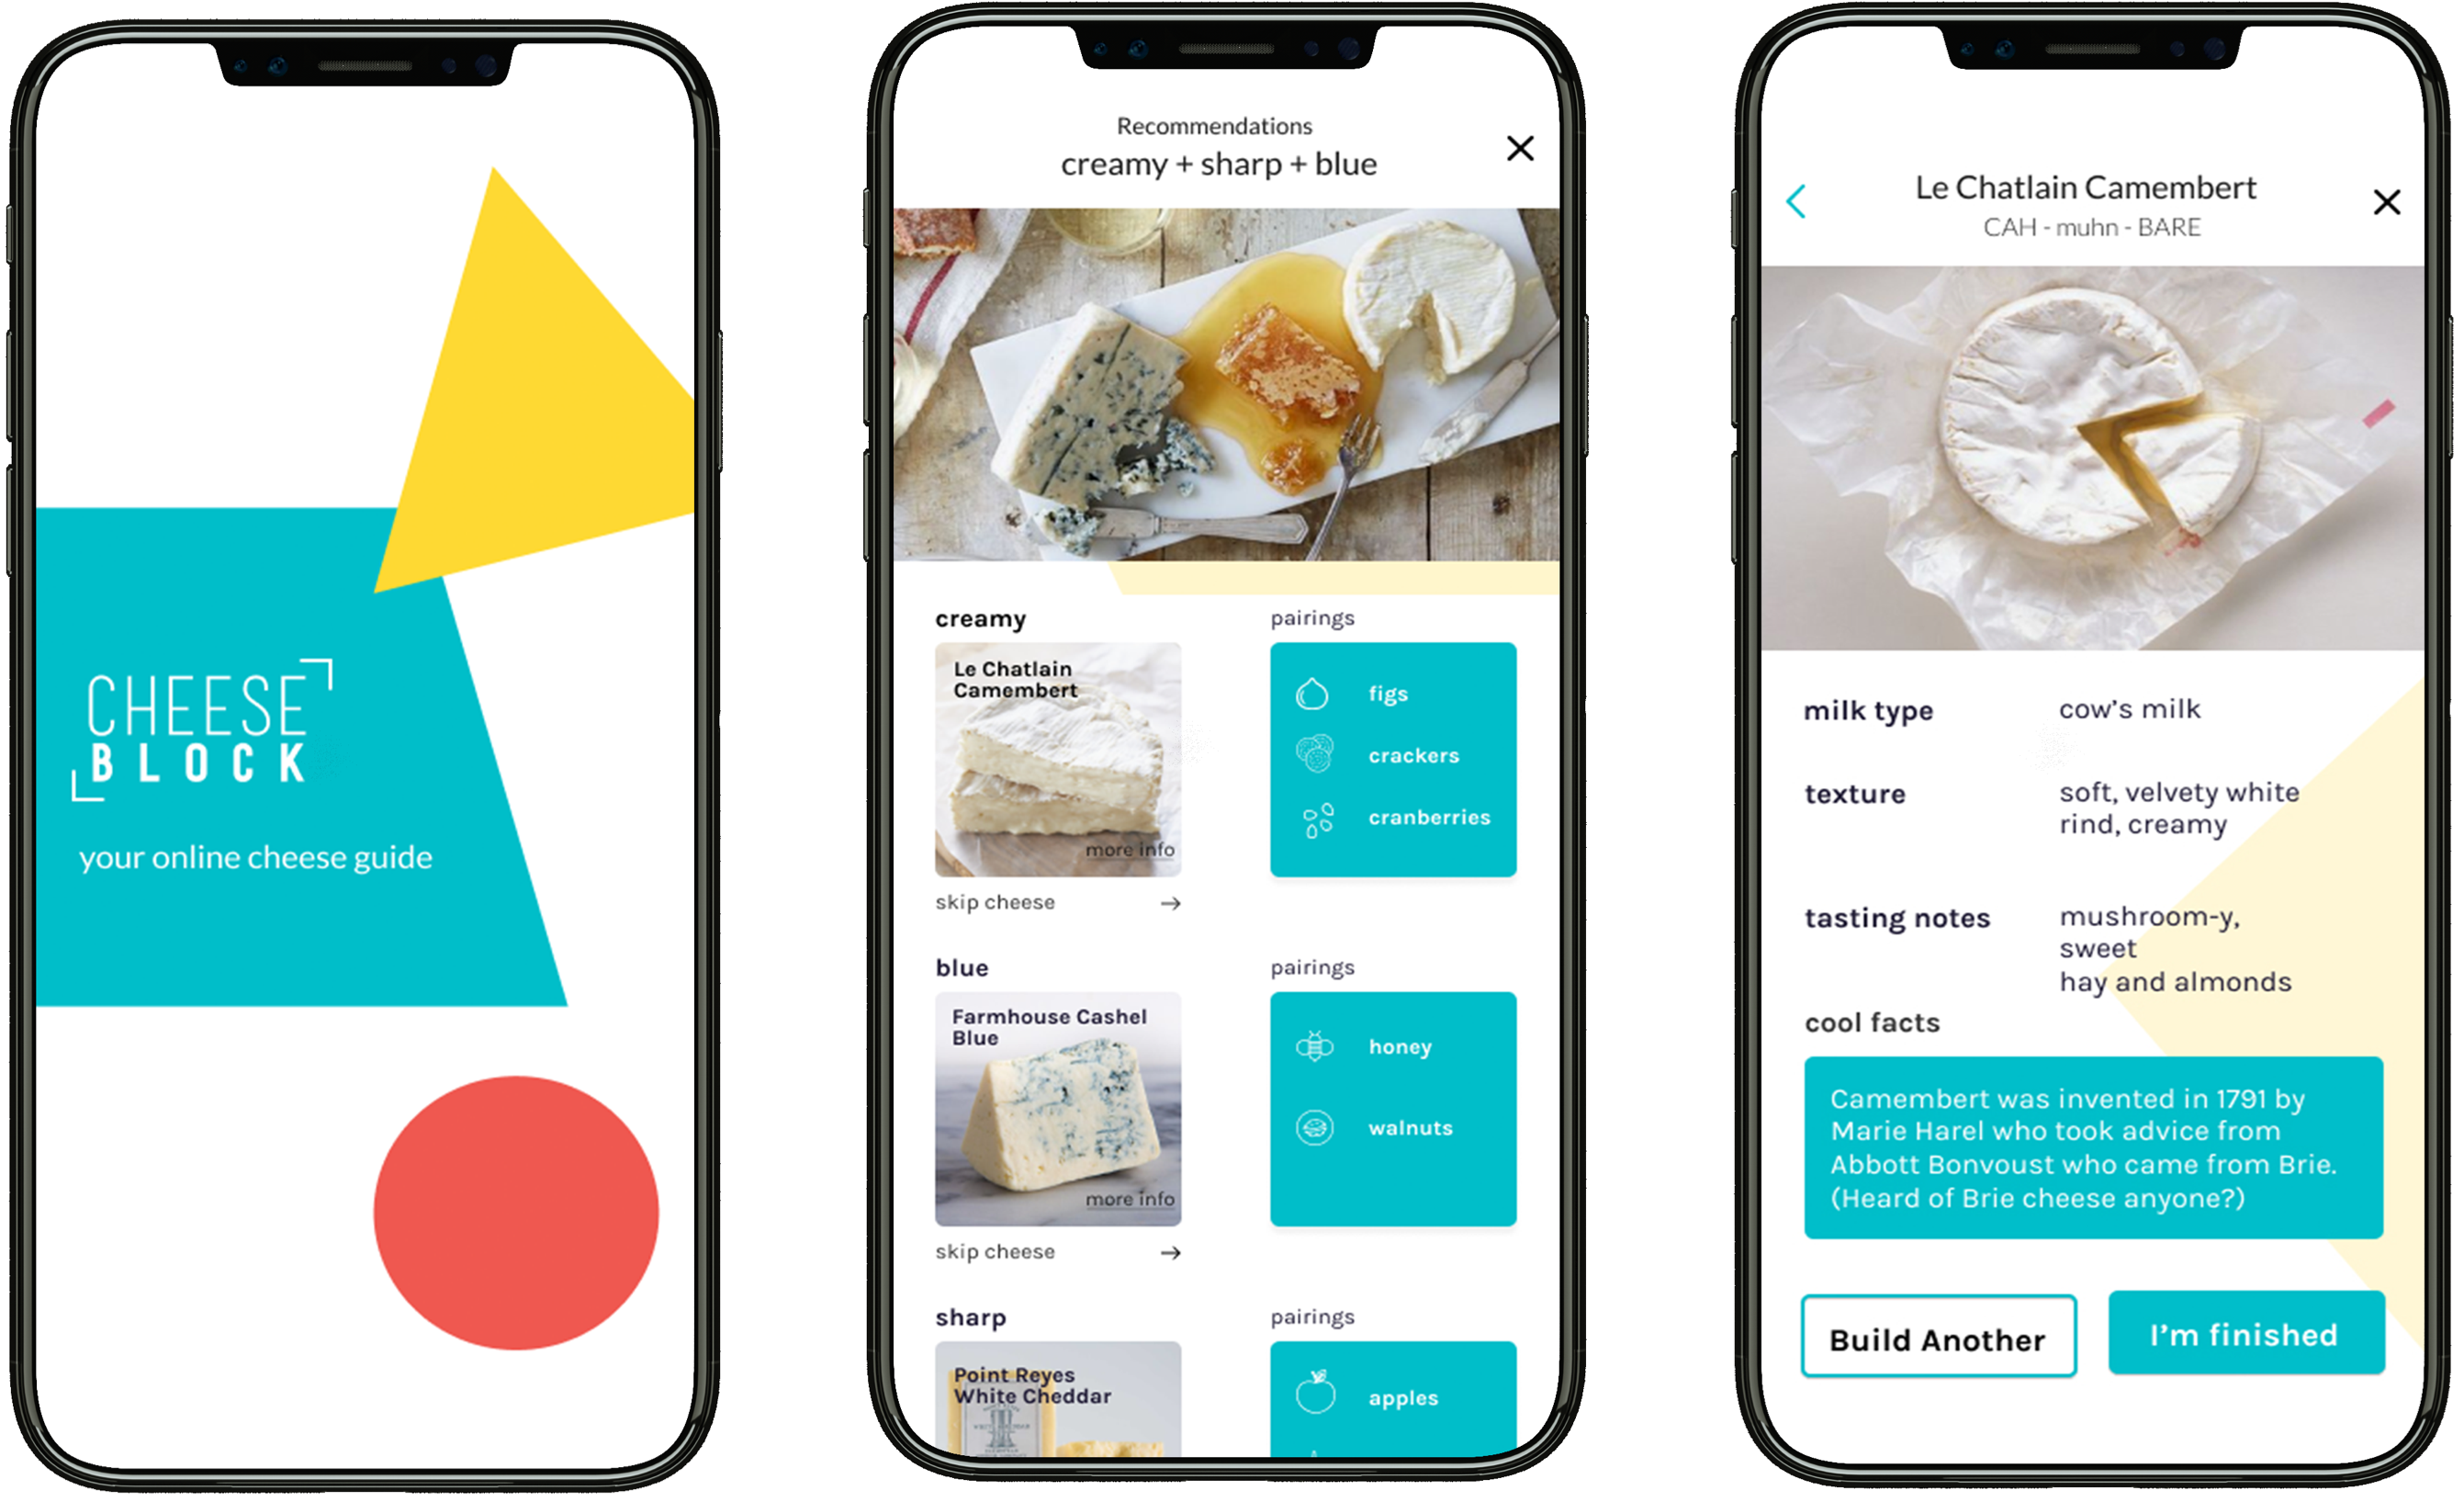 CHEESE
BLOCK
your online cheese guide
Recommendations
creamy + sharp + blue
creamy
pairings
Le Chatlain
Camembert
more info
figs
crackers
cranberries
skip cheese
blue
pairings
Farmhouse Cashel
Blue
more info
honey
walnuts
skip cheese
sharp
pairings
Point Reyes
White Cheddar
apples
Le Chatlain Camembert
CAH - muhn - BARE
milk type
cow's milk
texture
soft, velvety white
rind, creamy
tasting notes
mushroom-y,
sweet
hay and almonds
cool facts
Camembert was invented in 1791 by
Marie Harel who took advice from
Abbott Bonvoust who came from Brie.
(Heard of Brie cheese anyone?)
Build Another
I'm finished